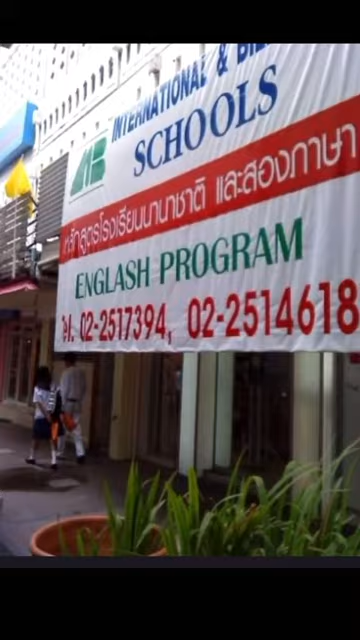 INTERNATIONAL & BI
SCHOOLS
หลักสูตรโรงเรียนนานาชาติ และสองภาษา
ENGLASH PROGRAM
โทร. 02-2517394, 02-2514618